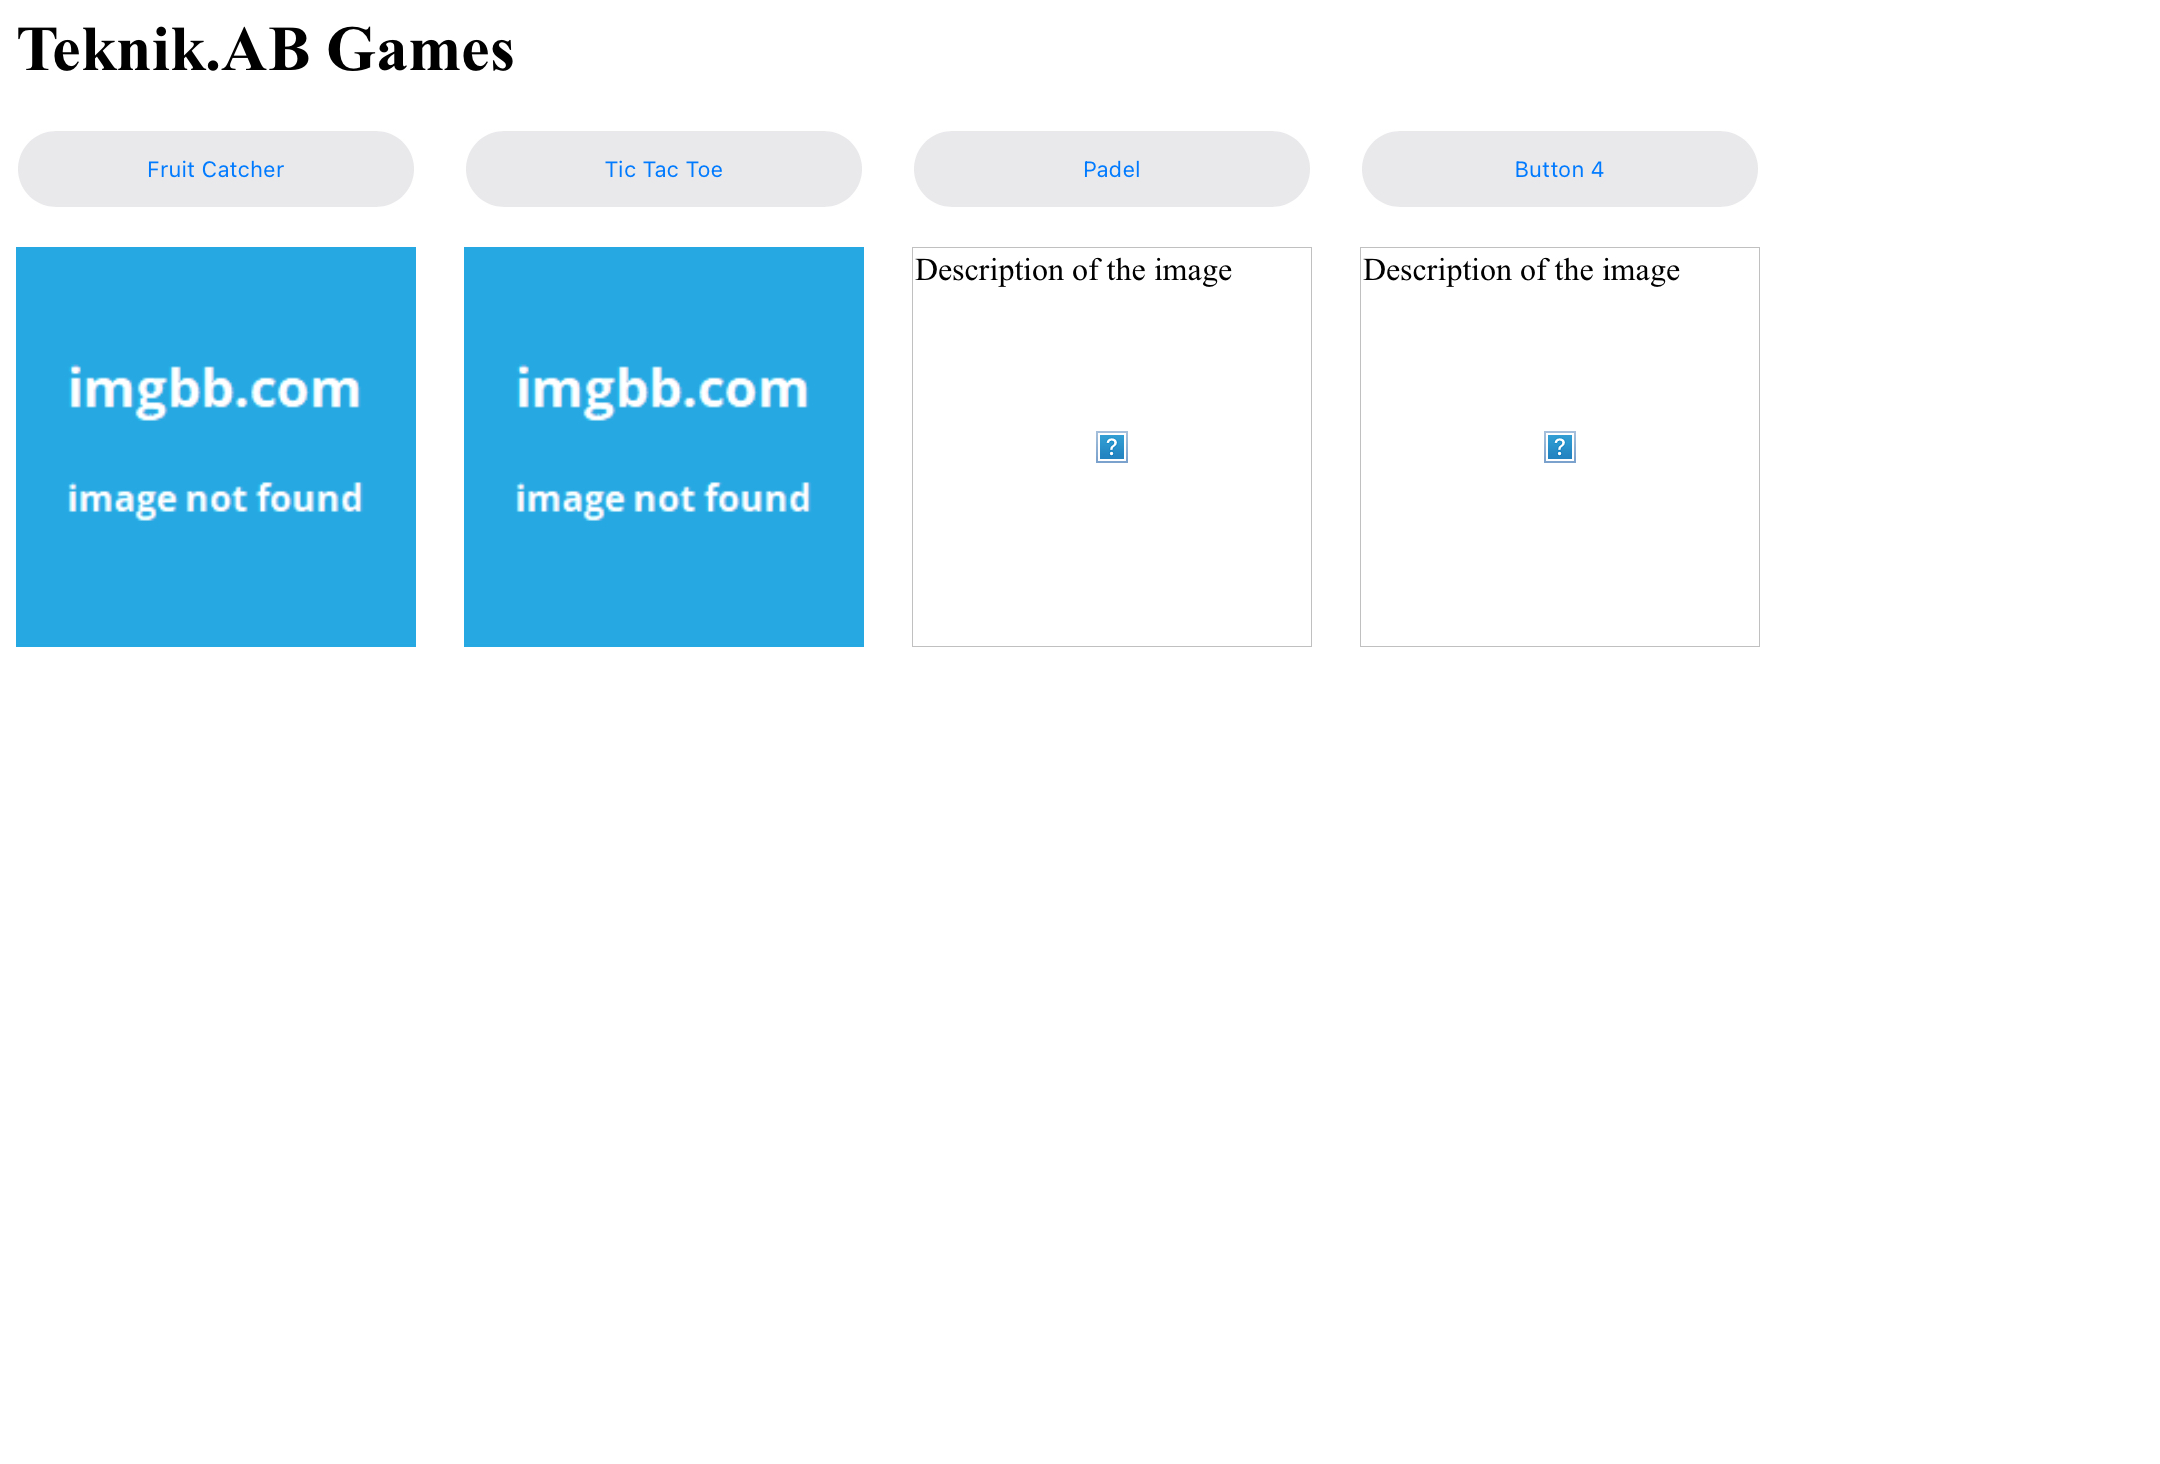 Teknik.AB Games
Fruit Catcher
Tic Tac Toe
Padel
Button 4
imgbb.com
image not found
imgbb.com
image not found
Description of the image
?
Description of the image
?